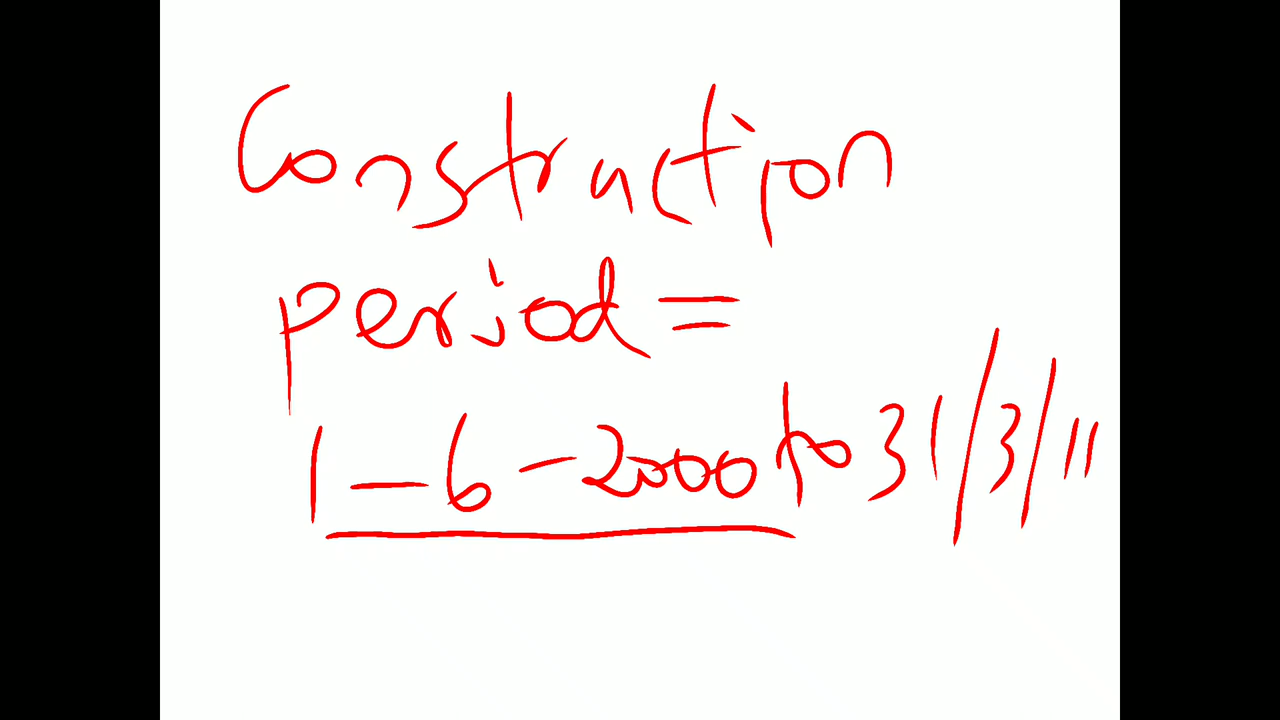 Construction
period =
1-6-2000 to 31/3/11